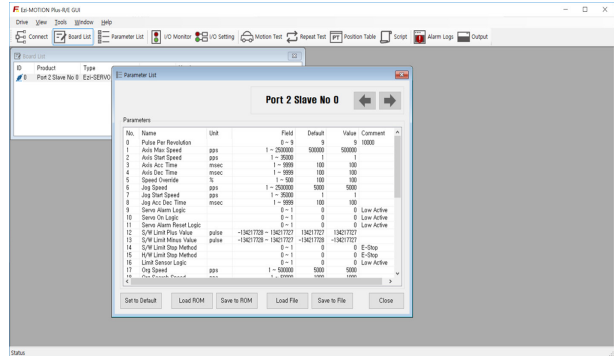 Ezi-MOTION Plus-R/E GUI
Drive View Tools Window Help
Connect Board List Parameter List I/O Monitor I/O Setting Motion Test Repeat Test PT Position Table Script Alarm Logs Output
Board List
ID Product Type
0 Port 2 Slave No 0 Ezi-SERVO
Parameter List
Port 2 Slave No 0
Parameters
No. Name Unit Field Default Value Comment
0 Pulse Per Revolution 0 ~ 9 9 9 10000
1 Axis Max Speed pps 1 ~ 2500000 500000 500000
2 Axis Start Speed pps 1 ~ 35000 1 1
3 Axis Acc Time msec 1 ~ 9999 100 100
4 Axis Dec Time msec 1 ~ 9999 100 100
5 Speed Override % 1 ~ 500 100 100
6 Jog Speed pps 1 ~ 2500000 5000 5000
7 Jog Start Speed pps 1 ~ 35000 1 1
8 Jog Acc Dec Time msec 1 ~ 9999 100 100
9 Servo Alarm Logic 0 ~ 1 0 0 Low Active
10 Servo On Logic 0 ~ 1 0 0 Low Active
11 Servo Alarm Reset Logic 0 ~ 1 0 0 Low Active
12 S/W Limit Plus Value pulse -134217728 ~ 134217727 134217727 134217727
13 S/W Limit Minus Value pulse -134217728 ~ 134217727 -134217728 -134217728
14 S/W Limit Stop Method 0 ~ 1 0 0 E-Stop
15 H/W Limit Stop Method 0 ~ 1 0 0 E-Stop
16 Limit Sensor Logic 0 ~ 1 0 0 Low Active
17 Org Speed pps 1 ~ 500000 5000 5000
Set to Default Load ROM Save to ROM Load File Save to File Close
Status